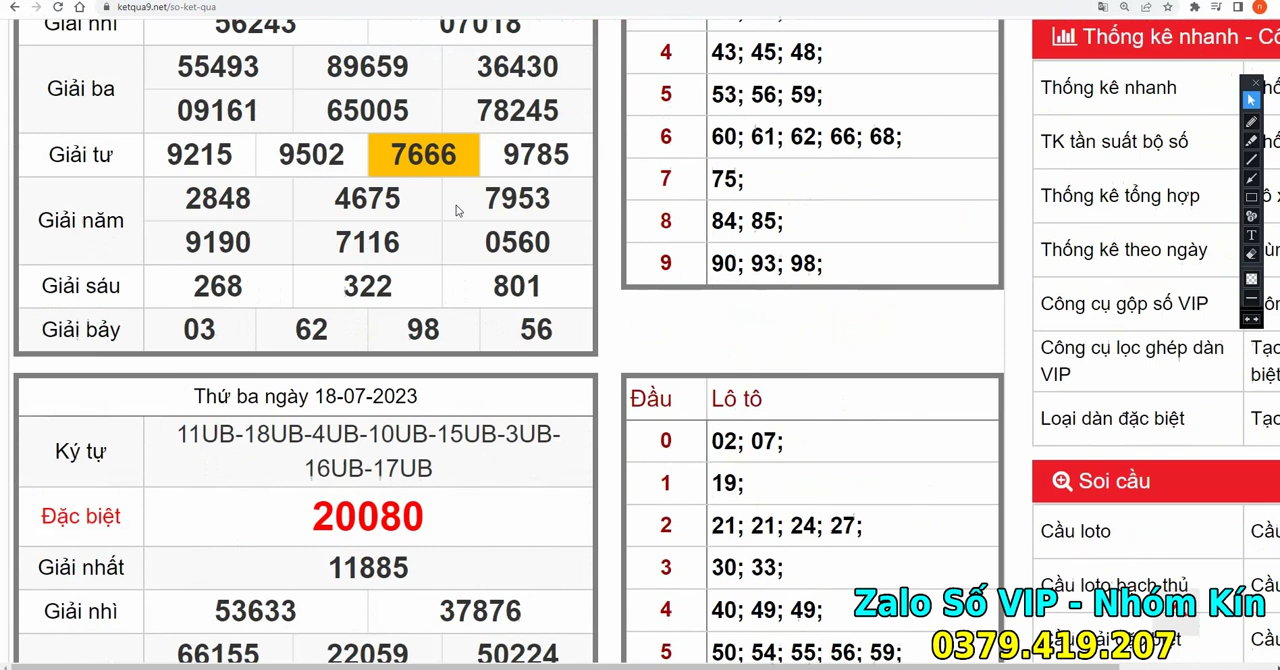 ketqua9.net/so-ket-qua
Giải nhì 56243 07018
Giải ba 55493 89659 36430
09161 65005 78245
Giải tư 9215 9502 7666 9785
Giải năm 2848 4675 7953
9190 7116 0560
Giải sáu 268 322 801
Giải bảy 03 62 98 56
4 43; 45; 48;
5 53; 56; 59;
6 60; 61; 62; 66; 68;
7 75;
8 84; 85;
9 90; 93; 98;
Thứ ba ngày 18-07-2023
Ký tự 11UB-18UB-4UB-10UB-15UB-3UB-
16UB-17UB
Đặc biệt 20080
Giải nhất 11885
Giải nhì 53633 37876
66155 22059 50224
Đầu Lô tô
0 02; 07;
1 19;
2 21; 21; 24; 27;
3 30; 33;
4 40; 49; 49;
5 50; 54; 55; 56; 59;
Thống kê nhanh - Cô
Thống kê nhanh
TK tần suất bộ số
Thống kê tổng hợp
Thống kê theo ngày
Công cụ gộp số VIP
Công cụ lọc ghép dàn Tạo
VIP biệt
Loại dàn đặc biệt Tạo
Soi cầu
Cầu loto Cầu
Cầu loto bạch thủ Cầu
Zalo Số VIP - Nhóm Kín
0379.419.207